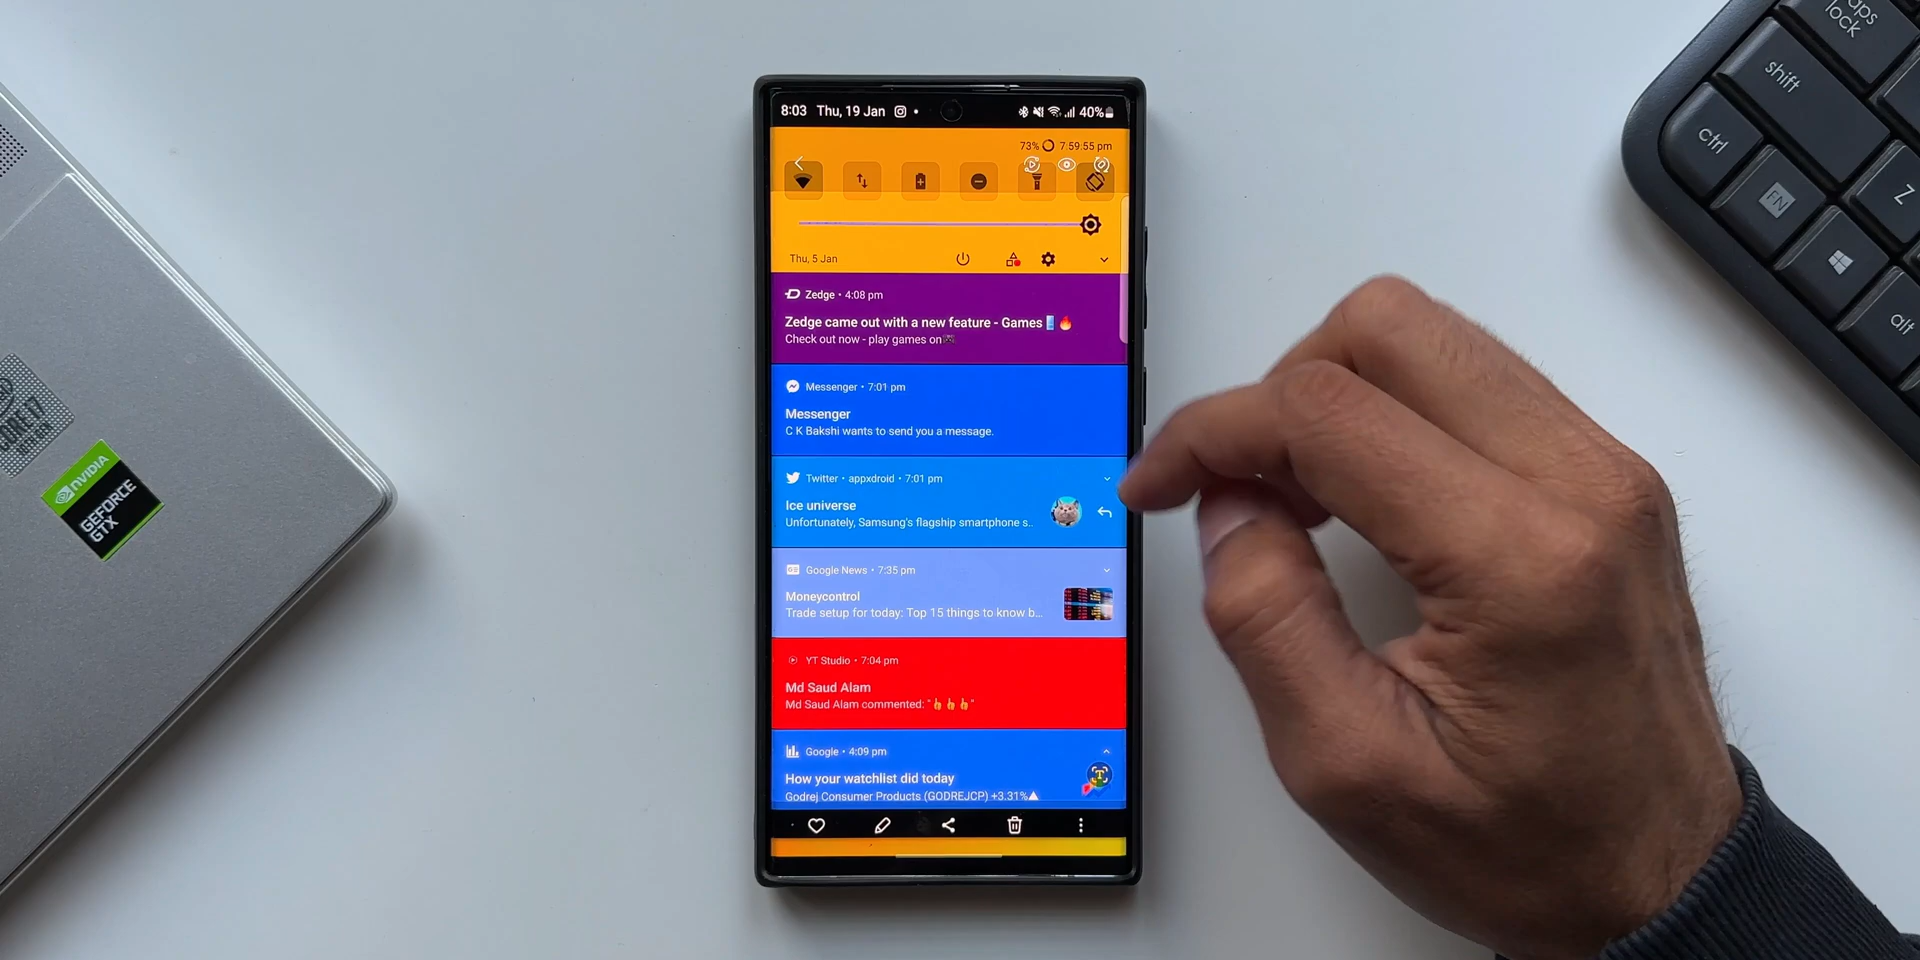 8:03 Thu, 19 Jan 40%
73% 7:59:55 pm
Thu, 5 Jan
Zedge • 4:08 pm
Zedge came out with a new feature - Games
Check out now - play games on
Messenger • 7:01 pm
Messenger
C K Bakshi wants to send you a message.
Twitter • appxdroid • 7:01 pm
Ice universe
Unfortunately, Samsung's flagship smartphone s..
Google News • 7:35 pm
Moneycontrol
Trade setup for today: Top 15 things to know b...
YT Studio • 7:04 pm
Md Saud Alam
Md Saud Alam commented: "👆👆👆"
Google • 4:09 pm
How your watchlist did today
Godrej Consumer Products (GODREJCP) +3.31%▲
T
CORE i7
NVIDIA
GEFORCE
GTX
lock
shift
ctrl
FN
Z
alt